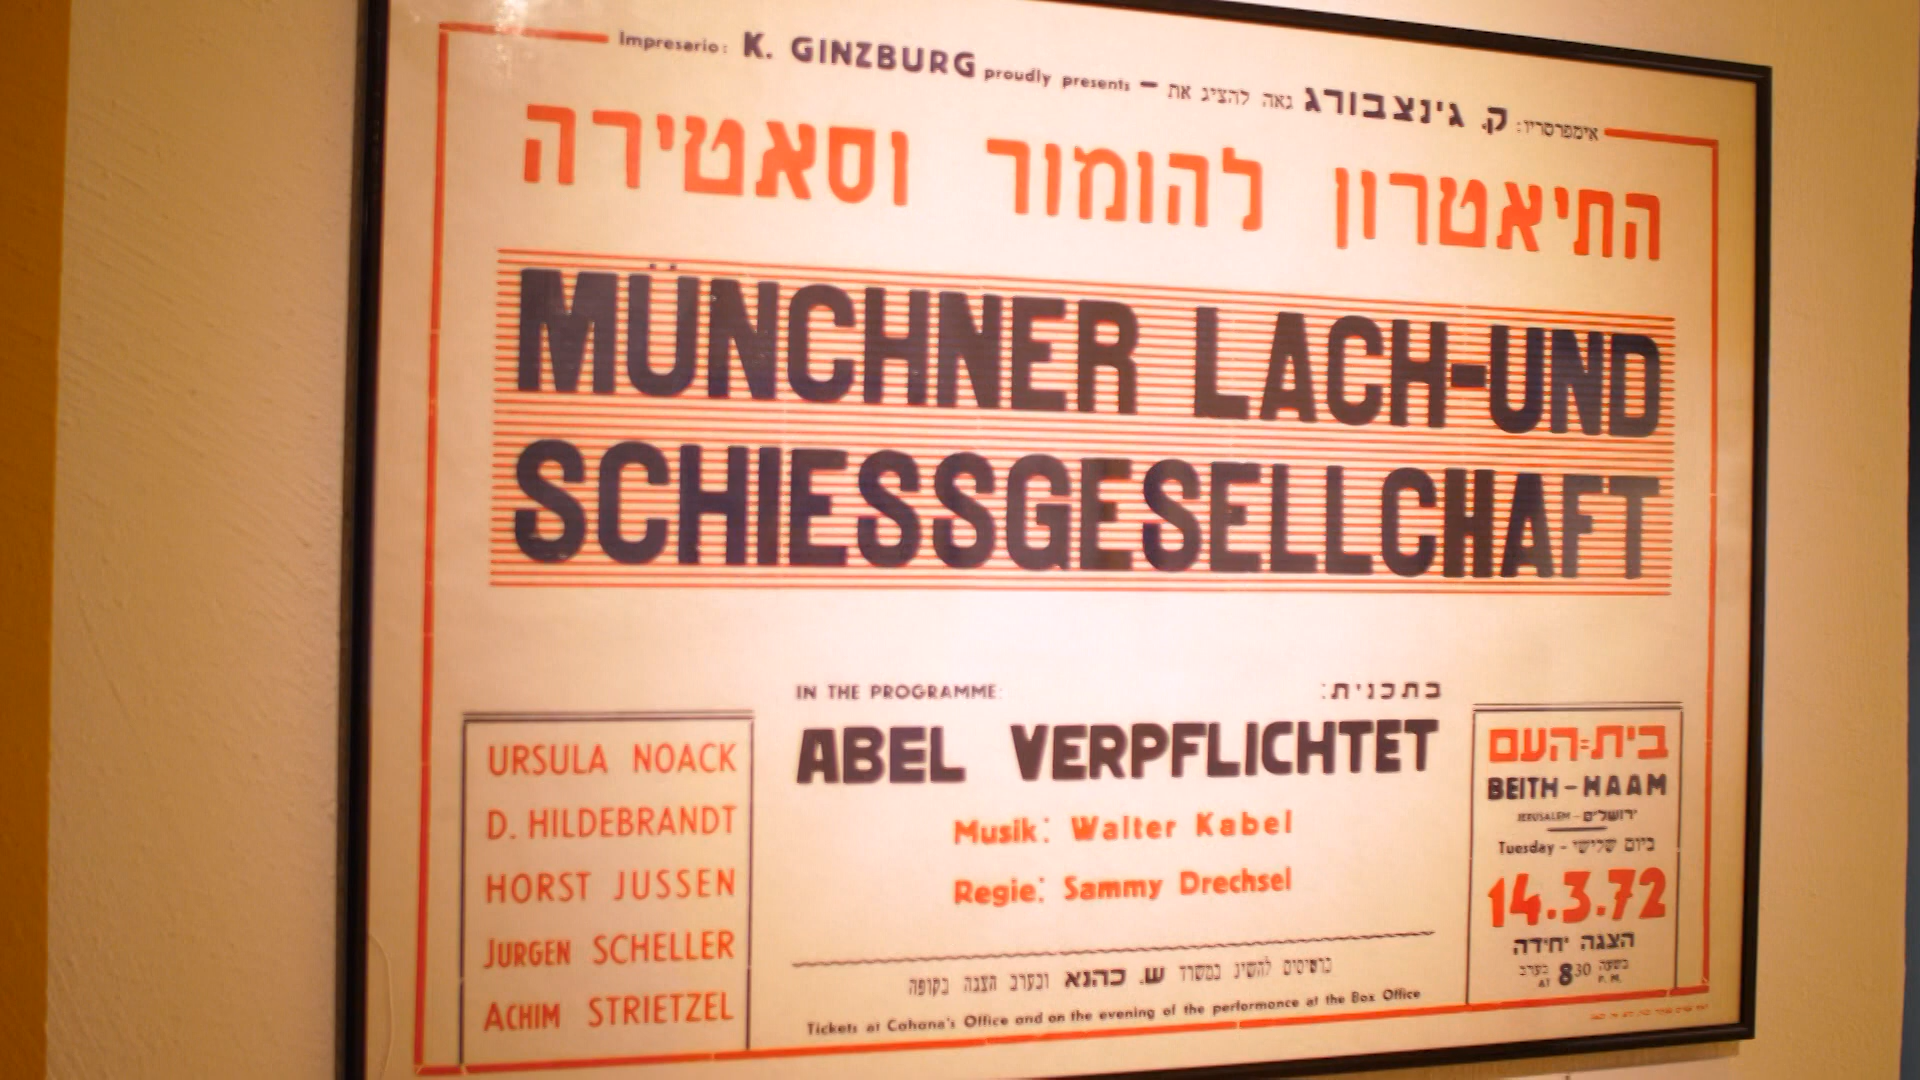 Impresario: K. GINZBURG proudly presents – אימפרסריו: ק. גינצבורג גאה להציג את
התיאטרון להומור וסאטירה
MÜNCHNER LACH-UND
SCHIESSGESELLCHAFT
IN THE PROGRAMME: בתכנית:
ABEL VERPFLICHTET
Musik: Walter Kabel
Regie: Sammy Drechsel
URSULA NOACK
D. HILDEBRANDT
HORST JUSSEN
JURGEN SCHELLER
ACHIM STRIETZEL
כרטיסים להשיג במשרד ש. כהנא ובערב הצגה בקופה
Tickets at Cahana's Office and on the evening of the performance at the Box Office
בית-העם
BEITH-HAAM
JERUSALEM – ירושלים
Tuesday – ביום שלישי
14.3.72
הצגה יחידה
בשעה 8³⁰ בערב
AT P.M.